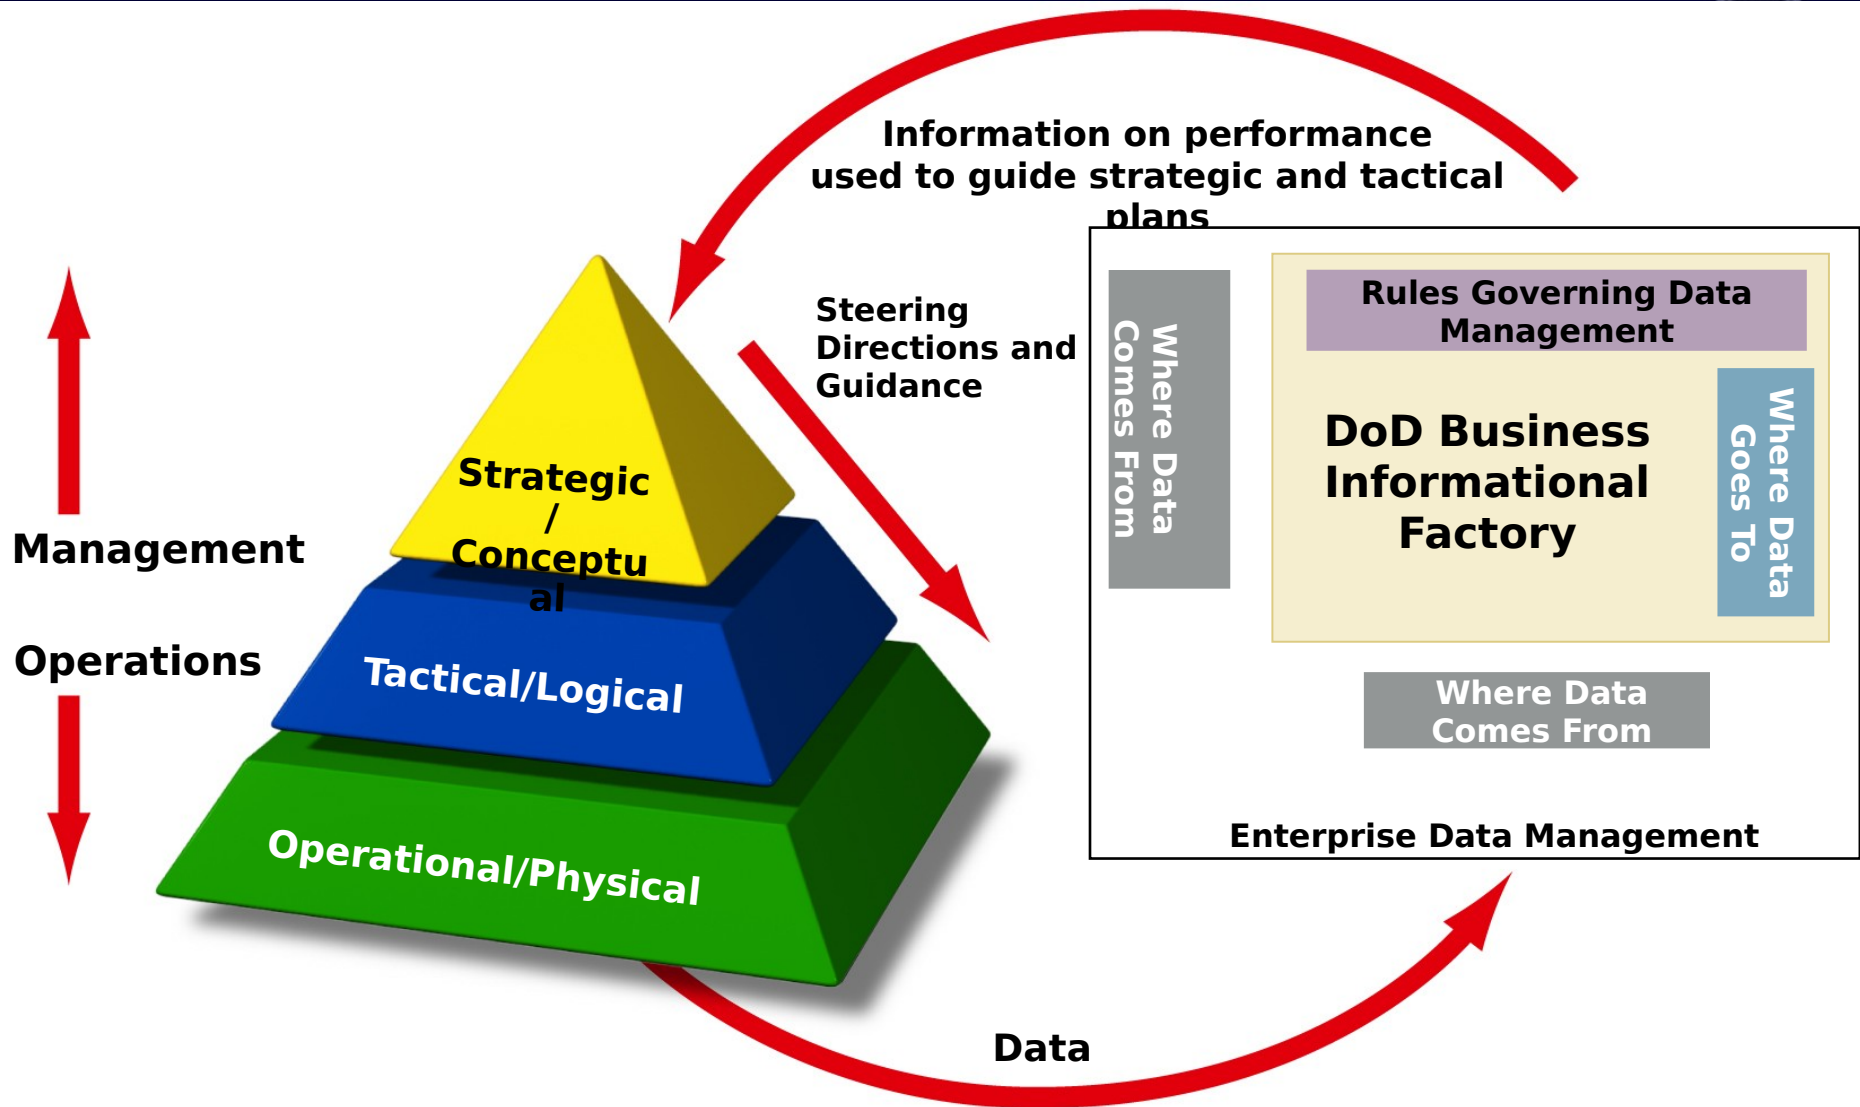 Information on performance
used to guide strategic and tactical
plans
Steering
Directions and
Guidance
Management
Operations
Strategic
/
Conceptu
al
Tactical/Logical
Operational/Physical
Where Data
Comes From
Rules Governing Data
Management
DoD Business
Informational
Factory
Where Data
Goes To
Where Data
Comes From
Enterprise Data Management
Data